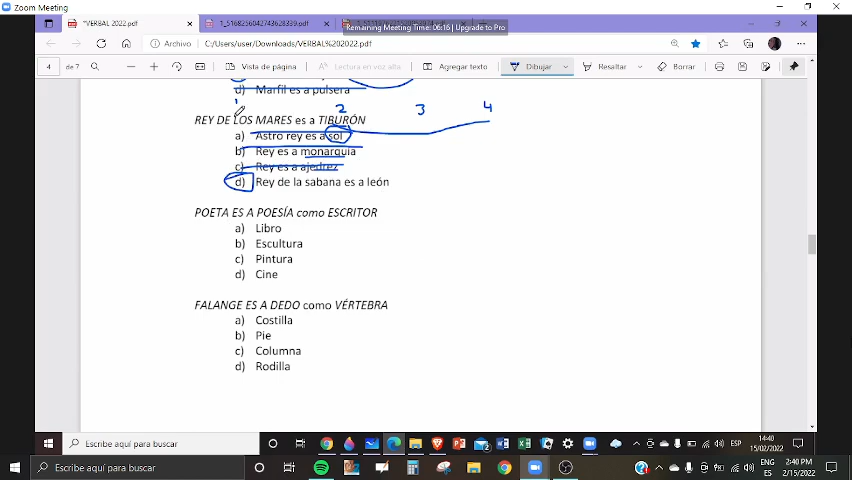 Zoom Meeting
*VERBAL 2022.pdf
1_5168256042743628339.pdf
Remaining Meeting Time: 06:16 | Upgrade to Pro
Archivo
C:/Users/user/Downloads/VERBAL%202022.pdf
4 de 7
Vista de página
Lectura en voz alta
Agregar texto
Dibujar
Resaltar
Borrar
d) Marfil es a pulsera
1 2 3 4
REY DE LOS MARES es a TIBURÓN
a) Astro rey es a sol
b) Rey es a monarquia
c) Rey es a ajedrez
d) Rey de la sabana es a león
POETA ES A POESÍA como ESCRITOR
a) Libro
b) Escultura
c) Pintura
d) Cine
FALANGE ES A DEDO como VÉRTEBRA
a) Costilla
b) Pie
c) Columna
d) Rodilla
Escribe aquí para buscar
ESP
14:40
15/02/2022
Escribe aquí para buscar
ENG
ES
2:40 PM
2/15/2022